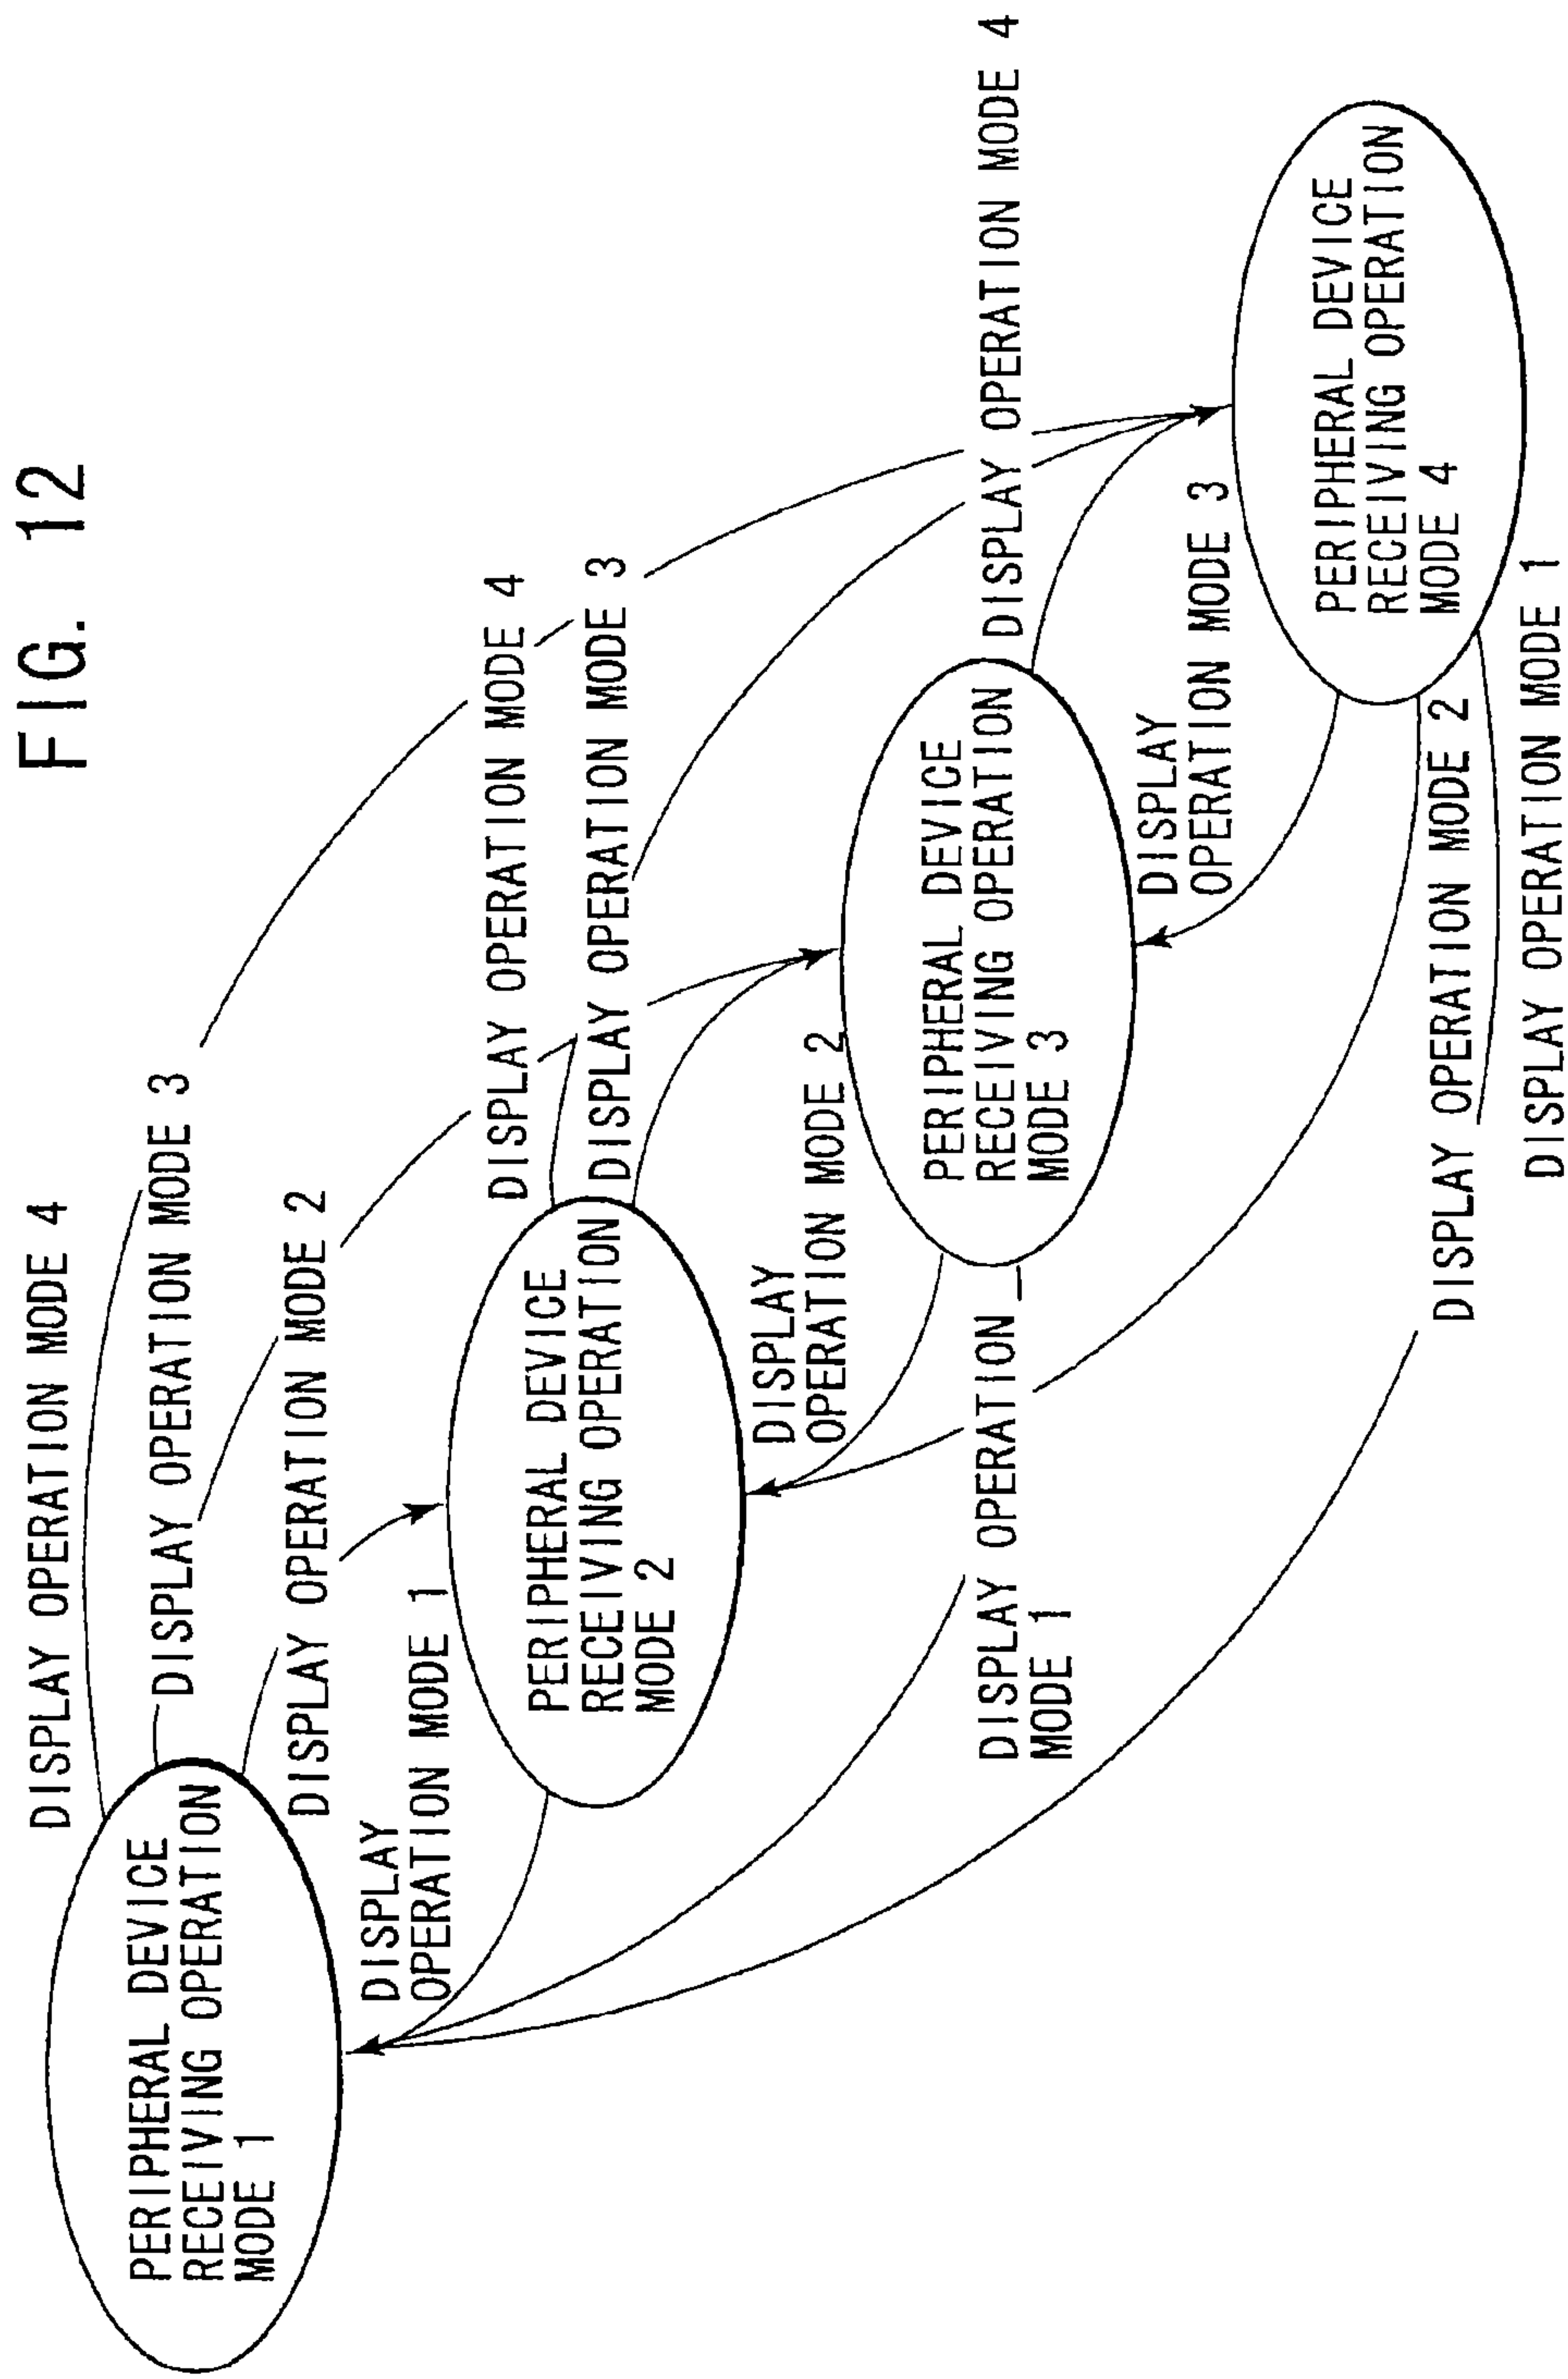 FIG. 12
DISPLAY OPERATION MODE 4
PERIPHERAL DEVICE
RECEIVING OPERATION
MODE 1
DISPLAY OPERATION MODE 3
DISPLAY OPERATION MODE 2
DISPLAY
OPERATION MODE 1
DISPLAY OPERATION MODE 4
PERIPHERAL DEVICE
RECEIVING OPERATION
MODE 2
DISPLAY OPERATION MODE 3
DISPLAY
OPERATION MODE 2
DISPLAY OPERATION MODE 4
PERIPHERAL DEVICE
RECEIVING OPERATION
MODE 3
DISPLAY OPERATION
MODE 1
DISPLAY
OPERATION MODE 3
PERIPHERAL DEVICE
RECEIVING OPERATION
MODE 4
DISPLAY OPERATION MODE 2
DISPLAY OPERATION MODE 1